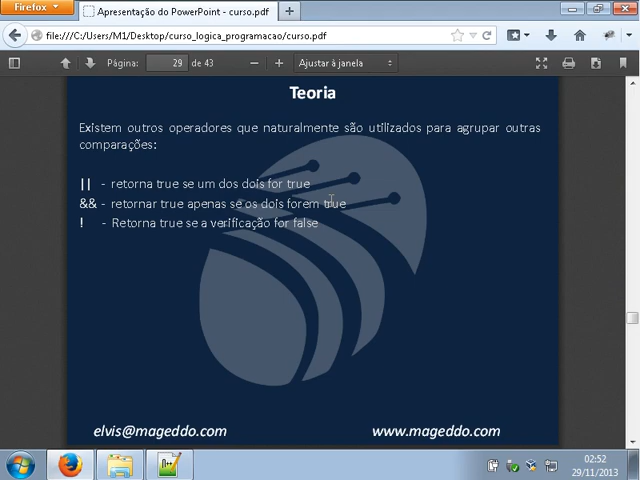 Firefox
Apresentação do PowerPoint - curso.pdf
file:///C:/Users/M1/Desktop/curso_logica_programacao/curso.pdf
Página: 29 de 43
Ajustar à janela
Teoria
Existem outros operadores que naturalmente são utilizados para agrupar outras
comparações:
|| - retorna true se um dos dois for true
&& - retornar true apenas se os dois forem true
! - Retorna true se a verificação for false
elvis@mageddo.com
www.mageddo.com
02:52
29/11/2013